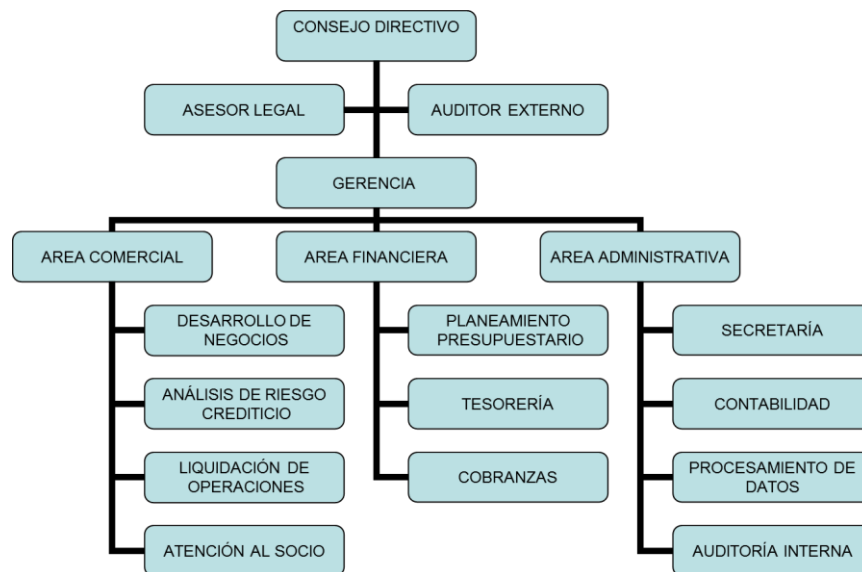 CONSEJO DIRECTIVO
ASESOR LEGAL
AUDITOR EXTERNO
GERENCIA
AREA COMERCIAL
AREA FINANCIERA
AREA ADMINISTRATIVA
DESARROLLO DE
NEGOCIOS
PLANEAMIENTO
PRESUPUESTARIO
SECRETARÍA
ANÁLISIS DE RIESGO
CREDITICIO
TESORERÍA
CONTABILIDAD
LIQUIDACIÓN DE
OPERACIONES
COBRANZAS
PROCESAMIENTO DE
DATOS
ATENCIÓN AL SOCIO
AUDITORÍA INTERNA